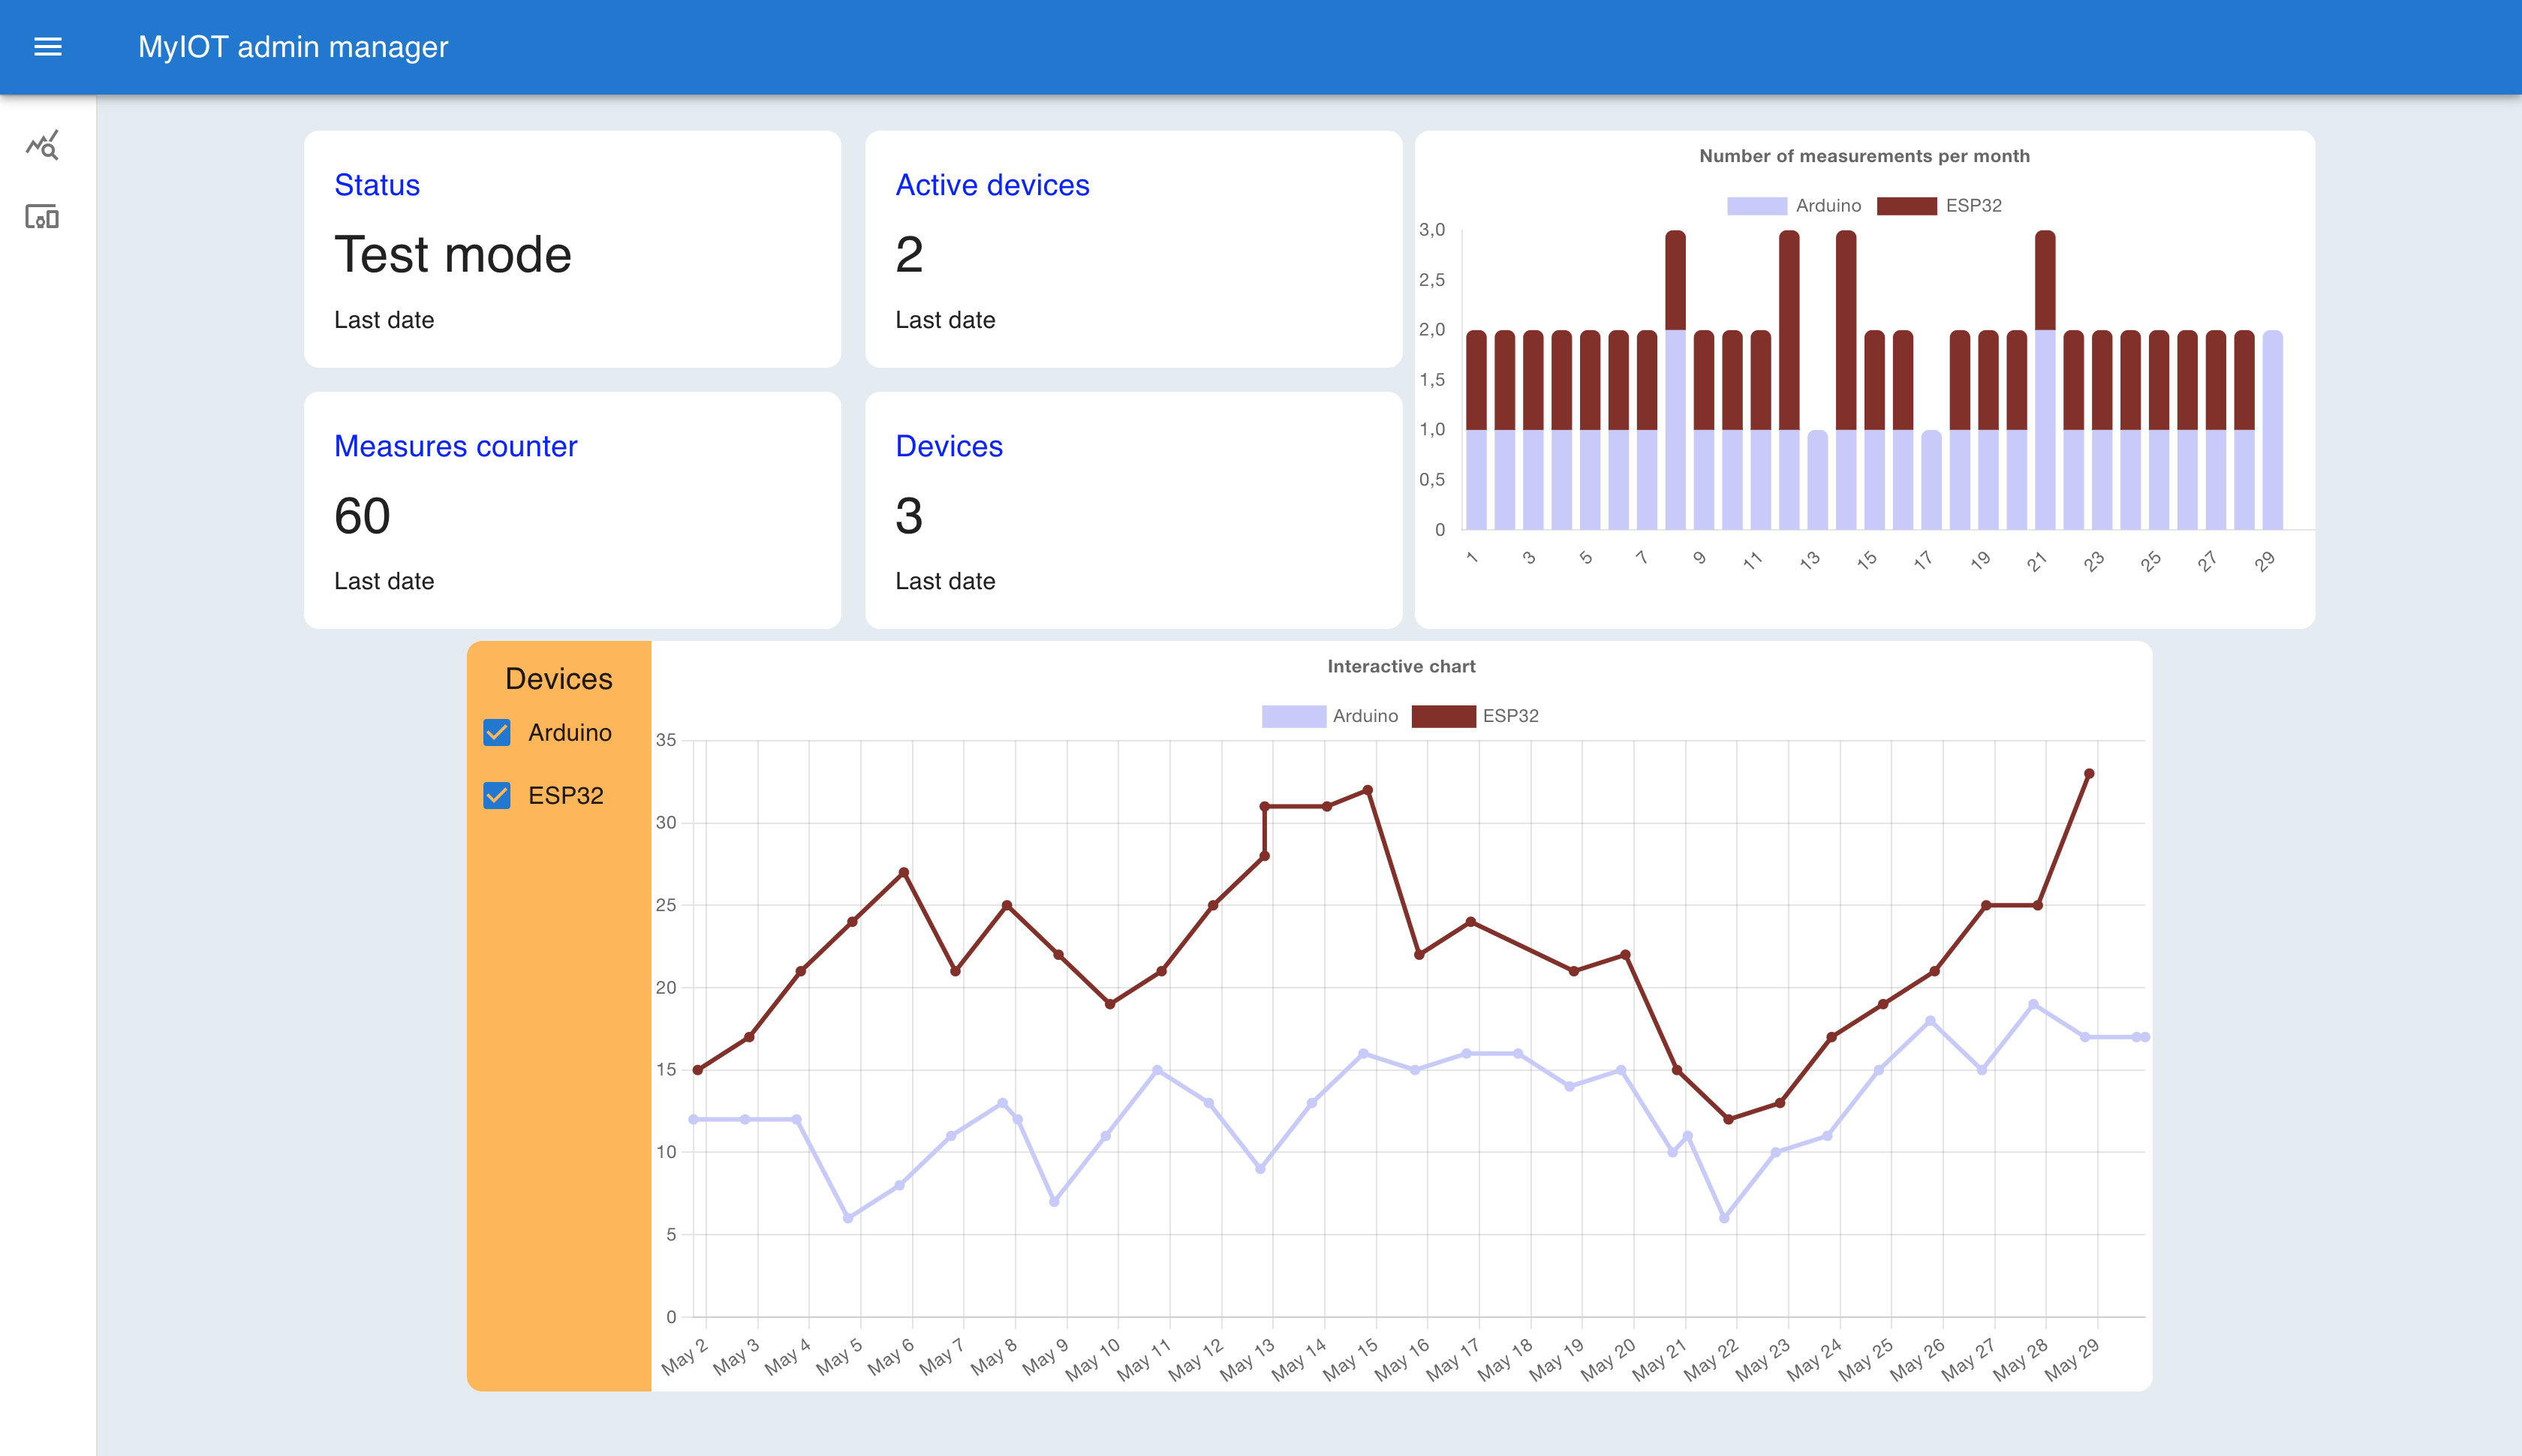 MyIOT admin manager
Status
Test mode
Last date
Active devices
2
Last date
Measures counter
60
Last date
Devices
3
Last date
Number of measurements per month
Arduino ESP32
3,0
2,5
2,0
1,5
1,0
0,5
0
1 3 5 7 9 11 13 15 17 19 21 23 25 27 29
Devices
Arduino
ESP32
Interactive chart
Arduino ESP32
35
30
25
20
15
10
5
0
May 2 May 3 May 4 May 5 May 6 May 7 May 8 May 9 May 10 May 11 May 12 May 13 May 14 May 15 May 16 May 17 May 18 May 19 May 20 May 21 May 22 May 23 May 24 May 25 May 26 May 27 May 28 May 29